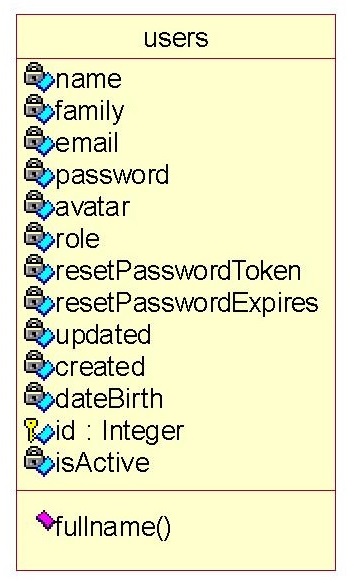 users
name
family
email
password
avatar
role
resetPasswordToken
resetPasswordExpires
updated
created
dateBirth
id : Integer
isActive
fullname()